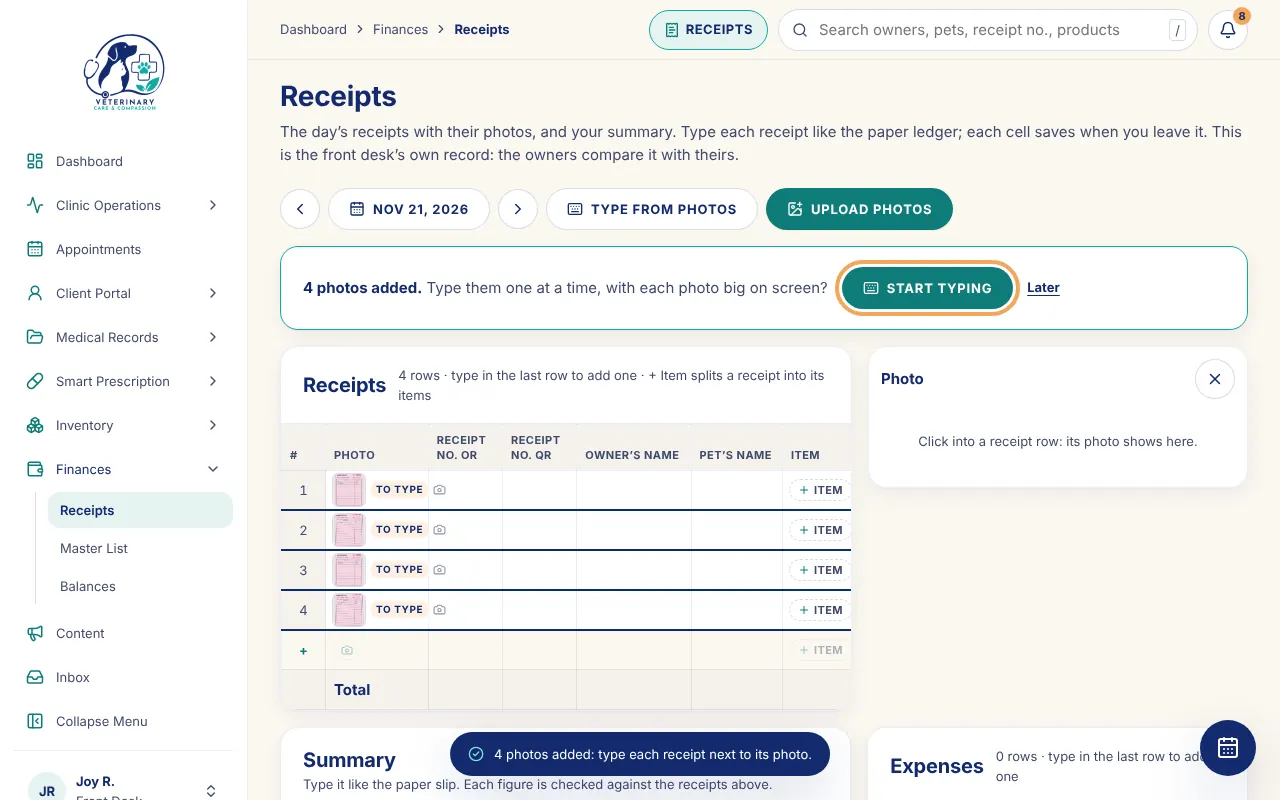 Dashboard > Finances > Receipts
RECEIPTS
Search owners, pets, receipt no., products
/
8
VETERINARY
CARE & COMPASSION
Dashboard
Clinic Operations
Appointments
Client Portal
Medical Records
Smart Prescription
Inventory
Finances
Receipts
Master List
Balances
Content
Inbox
Collapse Menu
JR
Joy R.
Receipts
The day's receipts with their photos, and your summary. Type each receipt like the paper ledger; each cell saves when you leave it. This
is the front desk's own record: the owners compare it with theirs.
NOV 21, 2026
TYPE FROM PHOTOS
UPLOAD PHOTOS
4 photos added. Type them one at a time, with each photo big on screen?
START TYPING
Later
Receipts
4 rows · type in the last row to add one · + Item splits a receipt into its
items
# PHOTO RECEIPT NO. OR RECEIPT NO. QR OWNER'S NAME PET'S NAME ITEM
1 TO TYPE + ITEM
2 TO TYPE + ITEM
3 TO TYPE + ITEM
4 TO TYPE + ITEM
+ + ITEM
Total
Photo
Click into a receipt row: its photo shows here.
Summary
Type it like the paper slip. Each figure is checked against the receipts above.
4 photos added: type each receipt next to its photo.
Expenses
0 rows · type in the last row to add
one